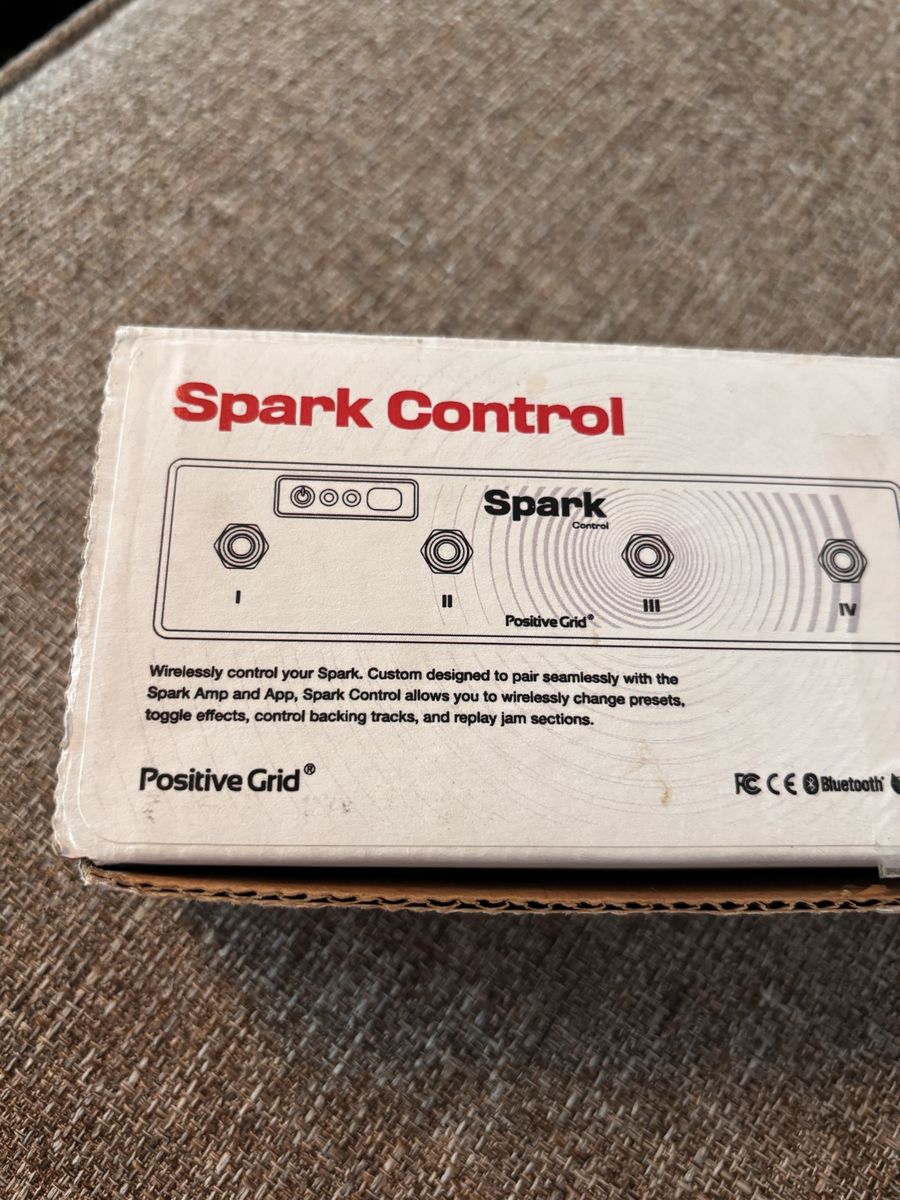 Spark Control
Spark
Control
I
II
III
IV
Positive Grid®
Wirelessly control your Spark. Custom designed to pair seamlessly with the
Spark Amp and App, Spark Control allows you to wirelessly change presets,
toggle effects, control backing tracks, and replay jam sections.
Positive Grid®
FC CE Bluetooth®